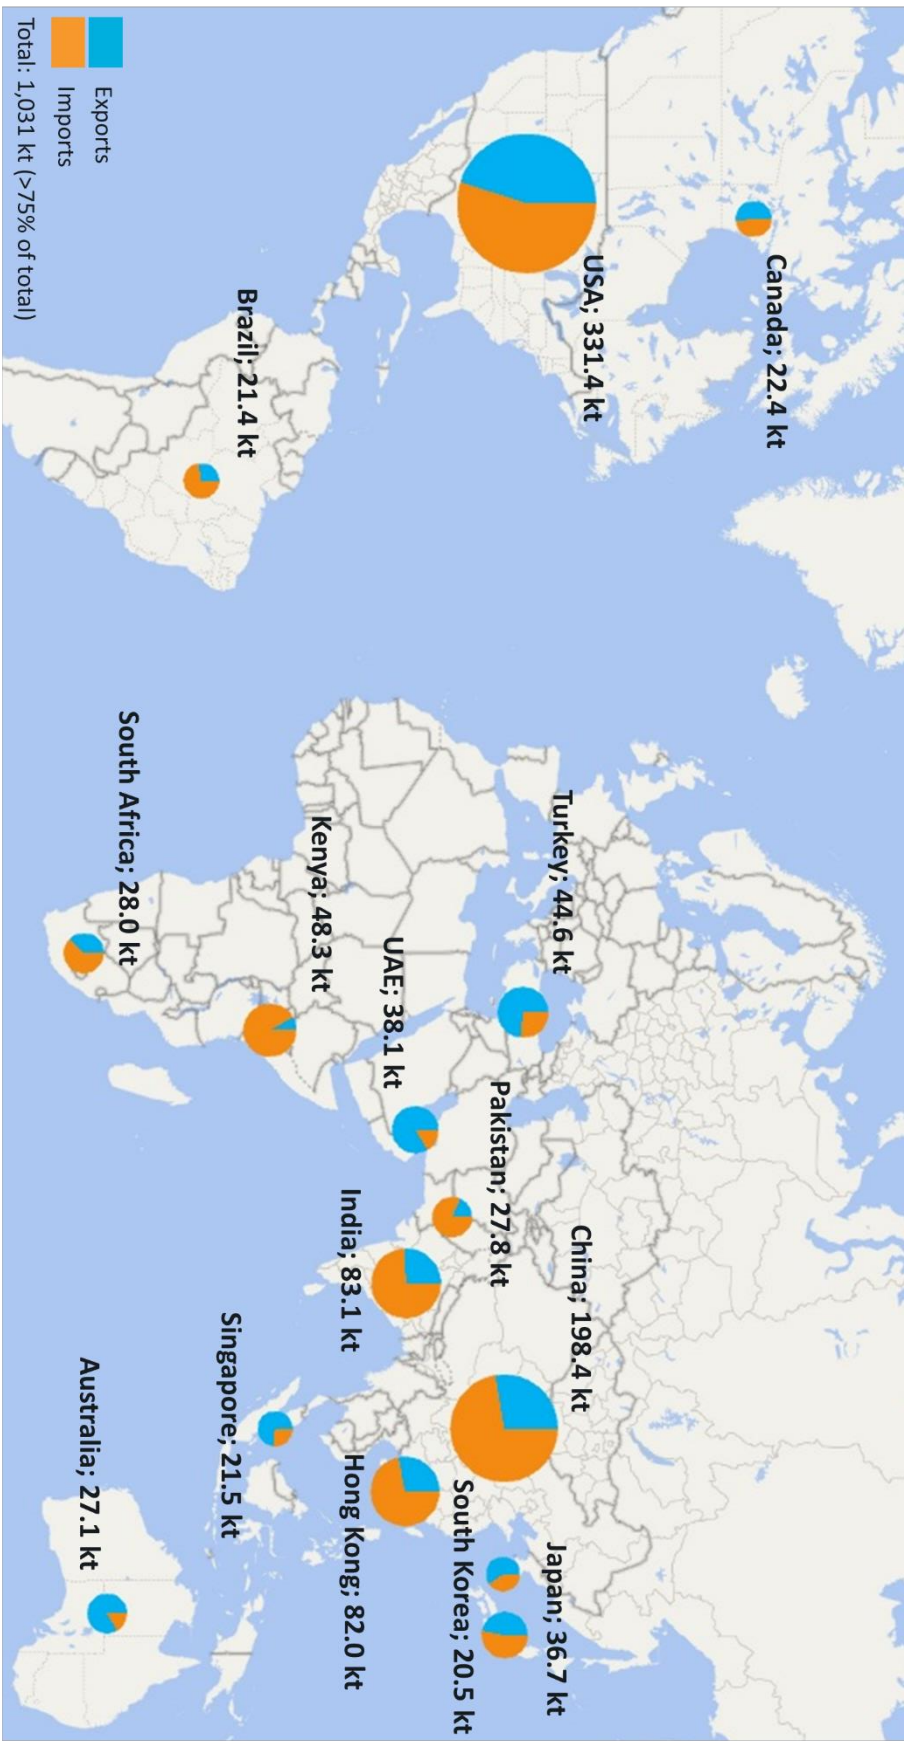 Canada; 22.4 kt
USA; 331.4 kt
Brazil; 21.4 kt
Turkey; 44.6 kt
Kenya; 48.3 kt
UAE; 38.1 kt
South Africa; 28.0 kt
Pakistan; 27.8 kt
China; 198.4 kt
India; 83.1 kt
Japan; 36.7 kt
South Korea; 20.5 kt
Hong Kong; 82.0 kt
Singapore; 21.5 kt
Australia; 27.1 kt
Exports
Imports
Total: 1,031 kt (>75% of total)